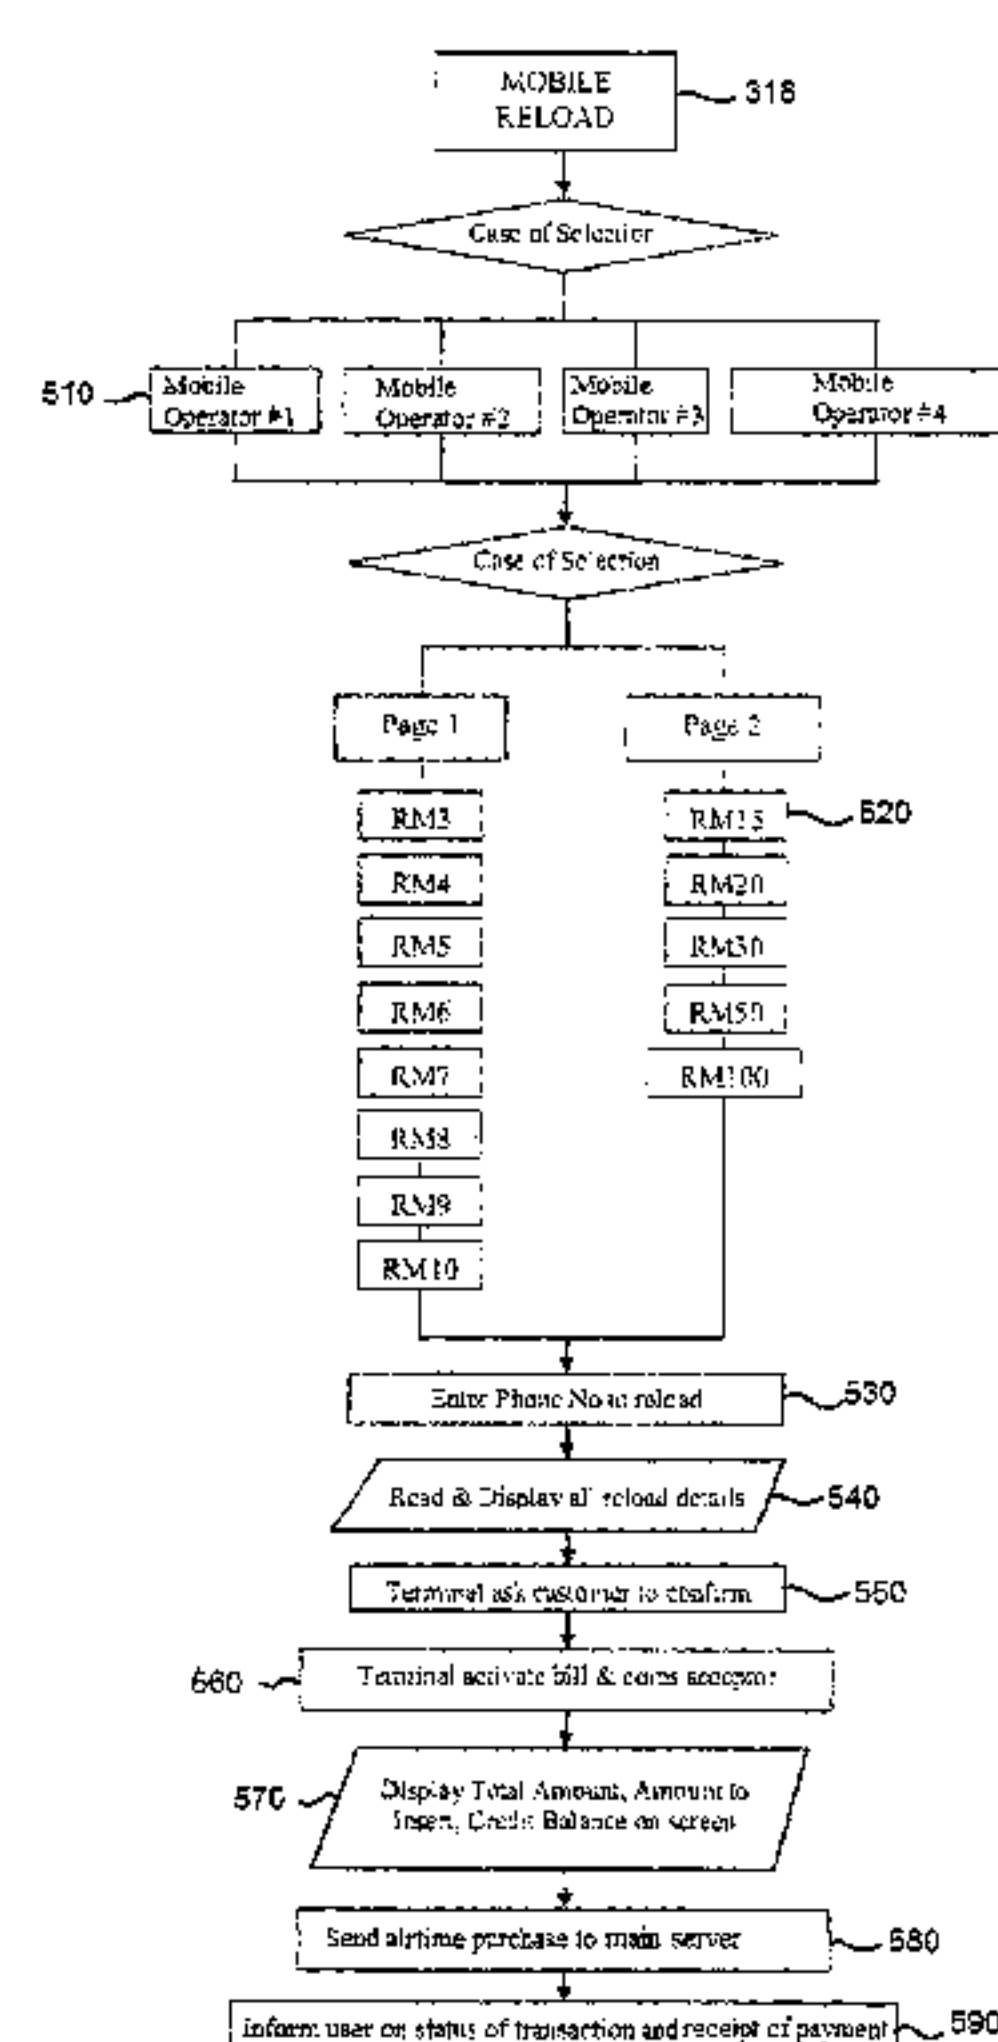 MOBILE
RELOAD
318
Case of Selection
510
Mobile
Operator #1
Mobile
Operator #2
Mobile
Operator #3
Mobile
Operator #4
Case of Selection
Page 1
Page 2
RM3
RM15
520
RM4
RM20
RM5
RM30
RM6
RM50
RM7
RM100
RM8
RM9
RM10
Enter Phone No to reload
530
Read & Display all reload details
540
Terminal ask customer to confirm
550
560
Terminal activate bill & coins acceptor
570
Display Total Amount, Amount to
Insert, Credit Balance on screen
Send airtime purchase to main server
580
Inform user on status of transaction and receipt of payment
590